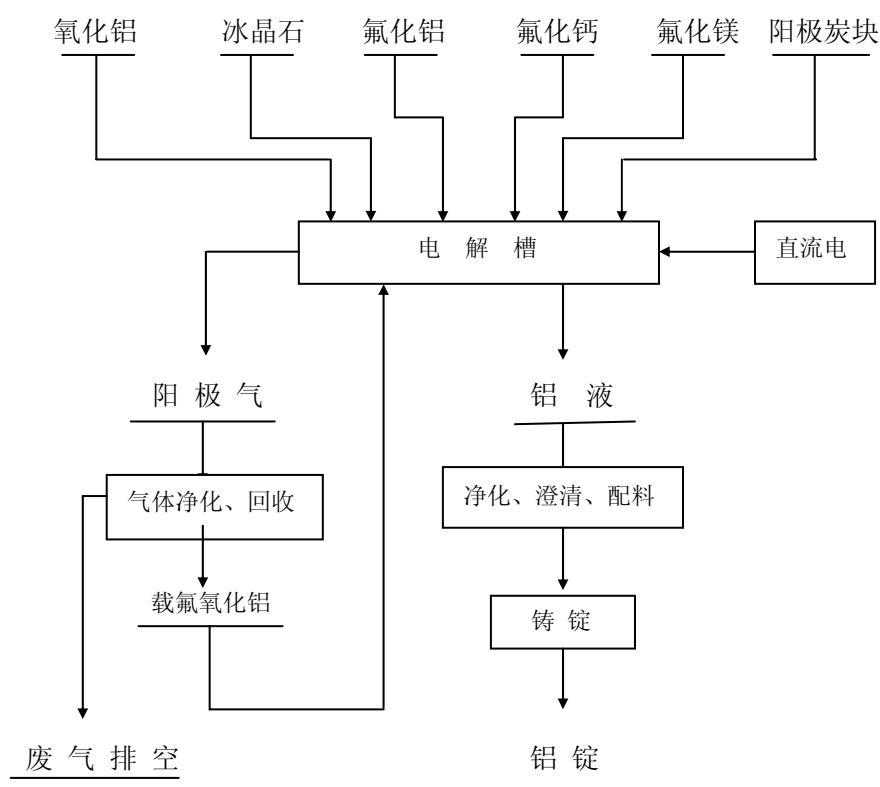 氧化铝 冰晶石 氟化铝 氟化钙 氟化镁 阳极炭块
电 解 槽 直流电
阳 极 气 铝 液
气体净化、回收 净化、澄清、配料
载氟氧化铝 铸 锭
废 气 排 空 铝 锭